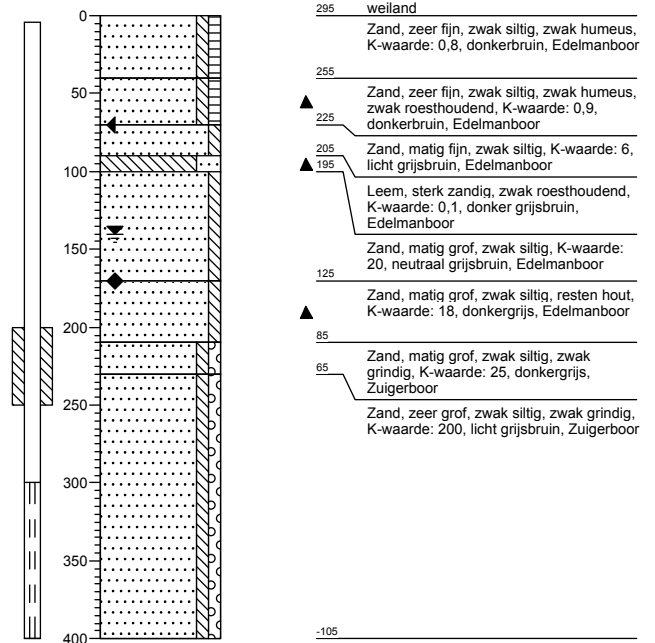 0
50
100
150
200
250
300
350
400
295
weiland
Zand, zeer fijn, zwak siltig, zwak humeus,
K-waarde: 0,8, donkerbruin, Edelmanboor
255
Zand, zeer fijn, zwak siltig, zwak humeus,
zwak roesthoudend, K-waarde: 0,9,
donkerbruin, Edelmanboor
225
Zand, matig fijn, zwak siltig, K-waarde: 6,
licht grijsbruin, Edelmanboor
205
195
Leem, sterk zandig, zwak roesthoudend,
K-waarde: 0,1, donker grijsbruin,
Edelmanboor
Zand, matig grof, zwak siltig, K-waarde:
20, neutraal grijsbruin, Edelmanboor
125
Zand, matig grof, zwak siltig, resten hout,
K-waarde: 18, donkergrijs, Edelmanboor
85
Zand, matig grof, zwak siltig, zwak
grindig, K-waarde: 25, donkergrijs,
Zuigerboor
65
Zand, zeer grof, zwak siltig, zwak grindig,
K-waarde: 200, licht grijsbruin, Zuigerboor
-105